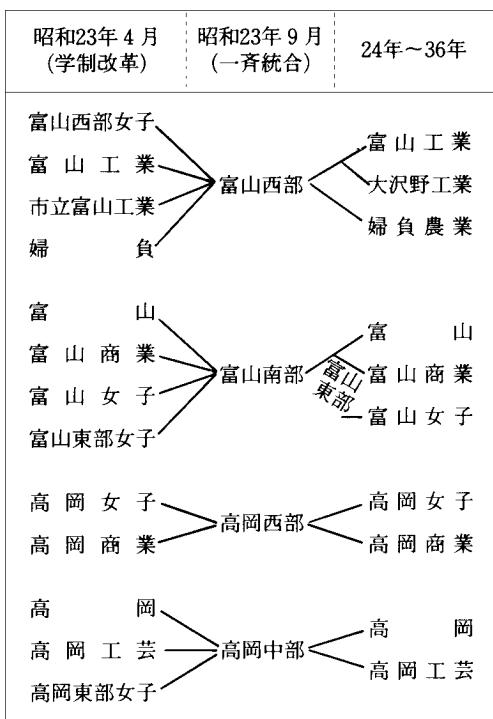 昭和23年4月
(学制改革)
昭和23年9月
(一斉統合)
24年～36年
富山西部女子
富山工業
市立富山工業
婦負
富山西部
富山工業
大沢野工業
婦負農業
富山
富山商業
富山女子
富山東部女子
富山南部
富山
東部
富山
富山商業
富山女子
高岡女子
高岡商業
高岡西部
高岡女子
高岡商業
高岡
高岡工芸
高岡東部女子
高岡中部
高岡
高岡工芸